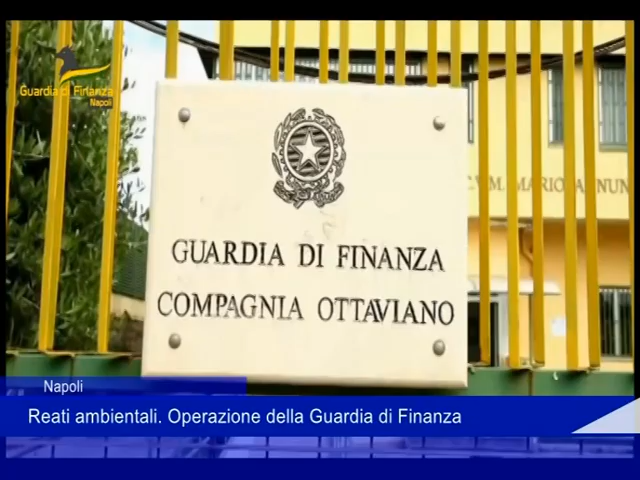 Guardia di Finanza
Napoli
GUARDIA DI FINANZA
COMPAGNIA OTTAVIANO
Napoli
Reati ambientali. Operazione della Guardia di Finanza